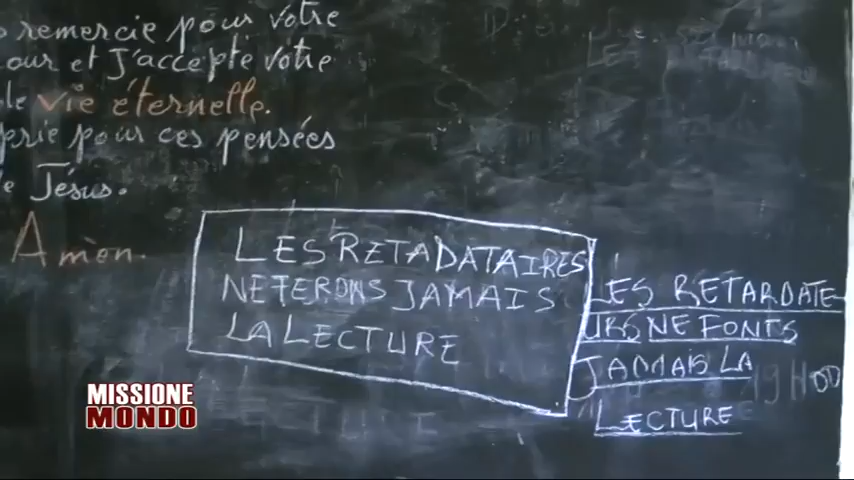 remercie pour votre
our et J'accepte votre
le vie éternelle.
prie pour ces pensées
Jésus.
Amen.
LES RETADATAIRES
NE FERONS JAMAIS
LA LECTURE
LES RETARDATE-
URS NE FONTS
JAMAIS LA
LECTURE
MISSIONE
MONDO